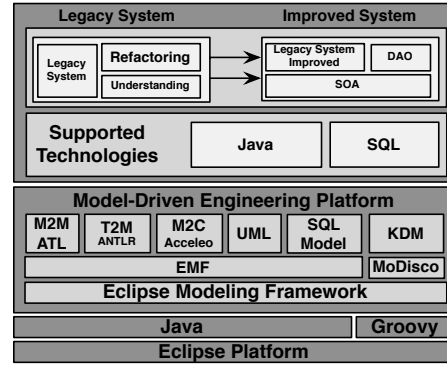 Legacy System Improved System
Legacy System
Refactoring
Understanding
Legacy System Improved
DAO
SOA
Supported Technologies
Java
SQL
Model-Driven Engineering Platform
M2M ATL
T2M ANTLR
M2C Acceleo
UML
SQL Model
KDM
EMF
MoDisco
Eclipse Modeling Framework
Java
Groovy
Eclipse Platform